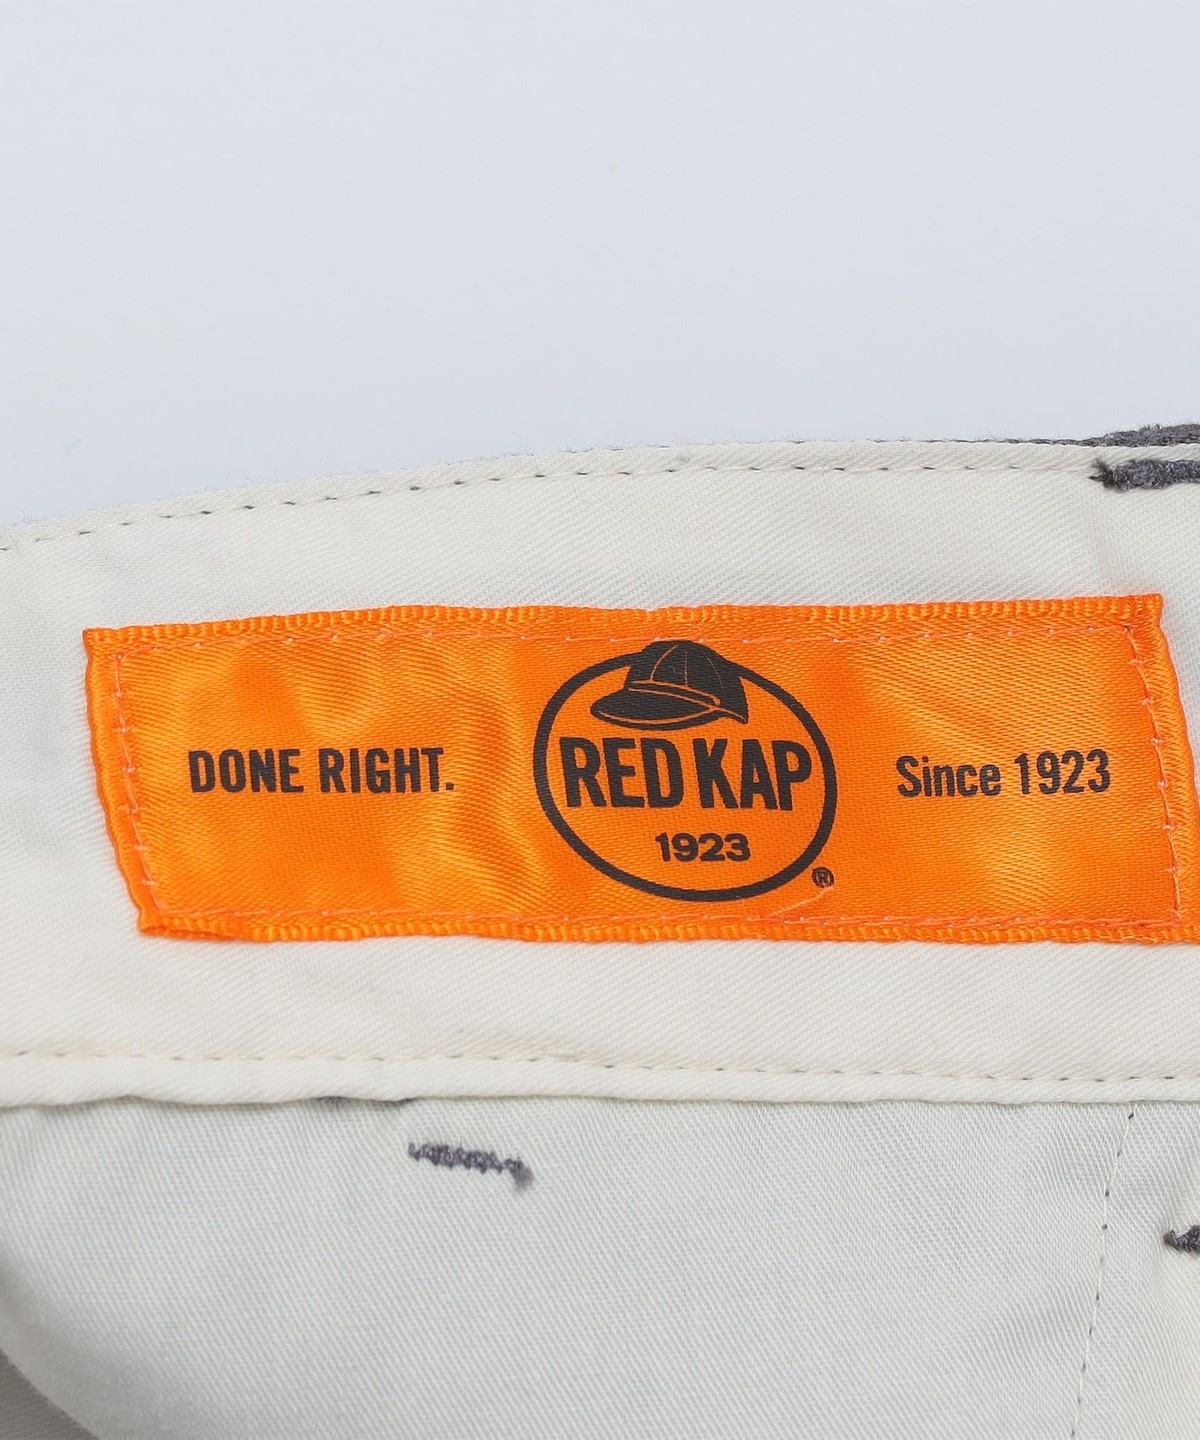 DONE RIGHT.
RED KAP
1923
®
Since 1923